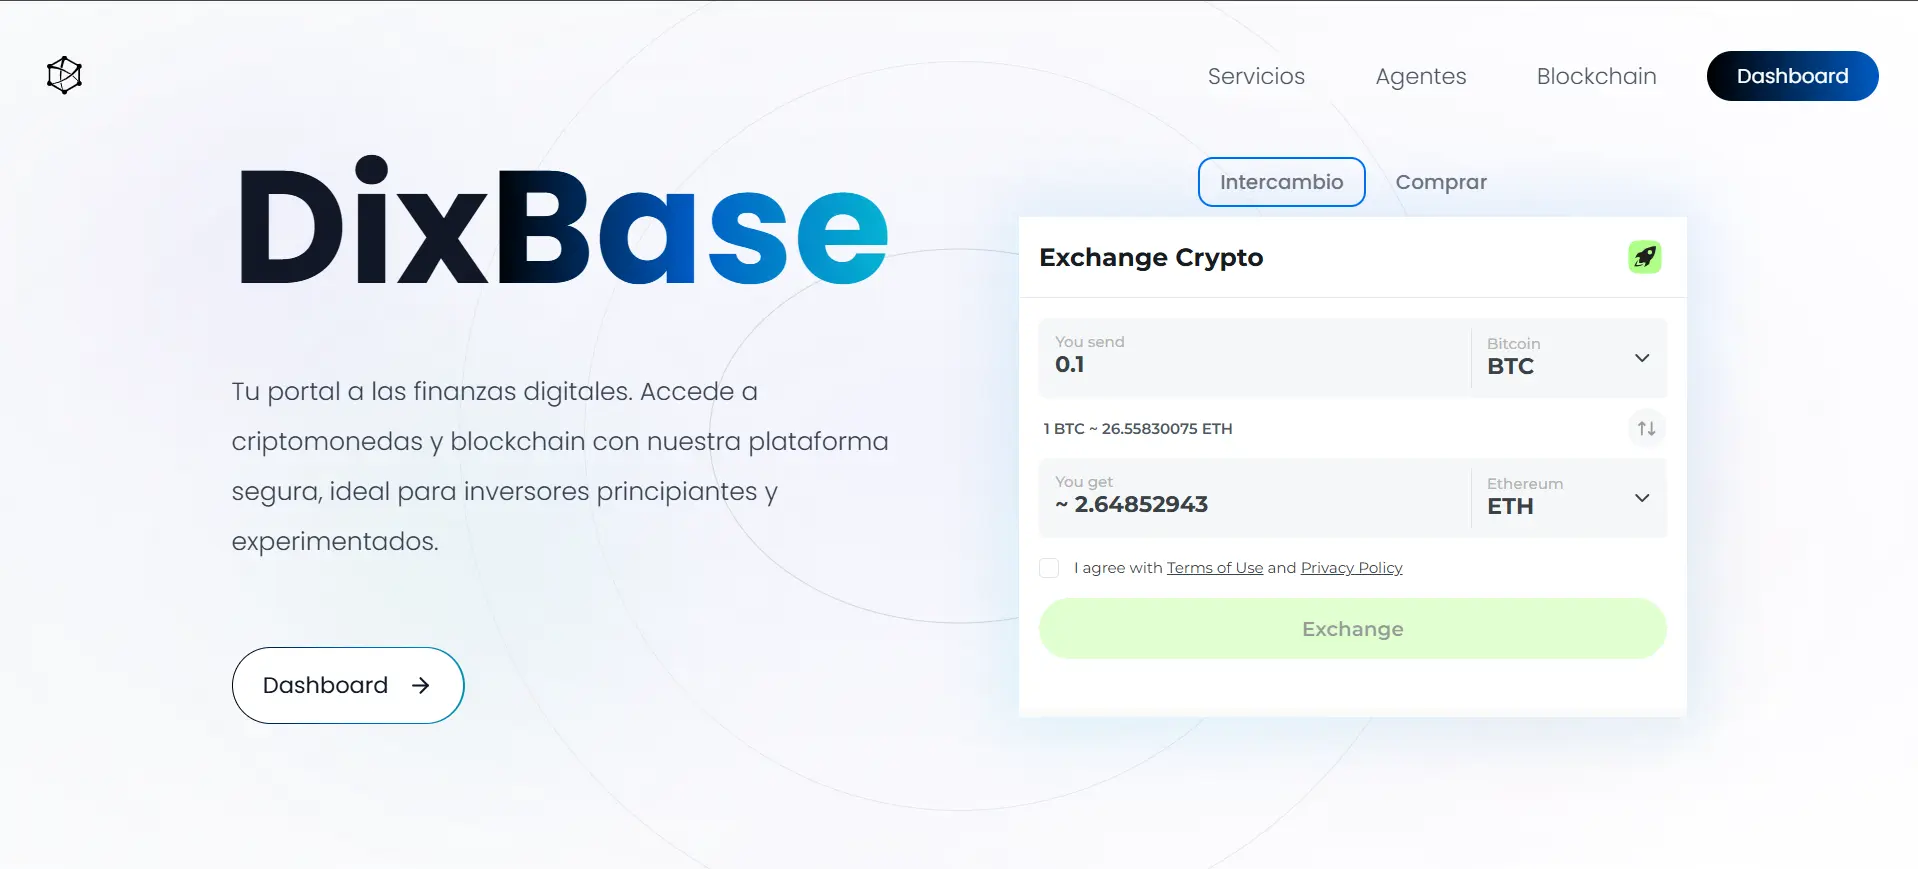 Servicios
Agentes
Blockchain
Dashboard
DixBase
Tu portal a las finanzas digitales. Accede a
criptomonedas y blockchain con nuestra plataforma
segura, ideal para inversores principiantes y
experimentados.
Dashboard
Intercambio
Comprar
Exchange Crypto
You send
0.1
Bitcoin
BTC
1 BTC ~ 26.55830075 ETH
You get
~ 2.64852943
Ethereum
ETH
I agree with Terms of Use and Privacy Policy
Exchange